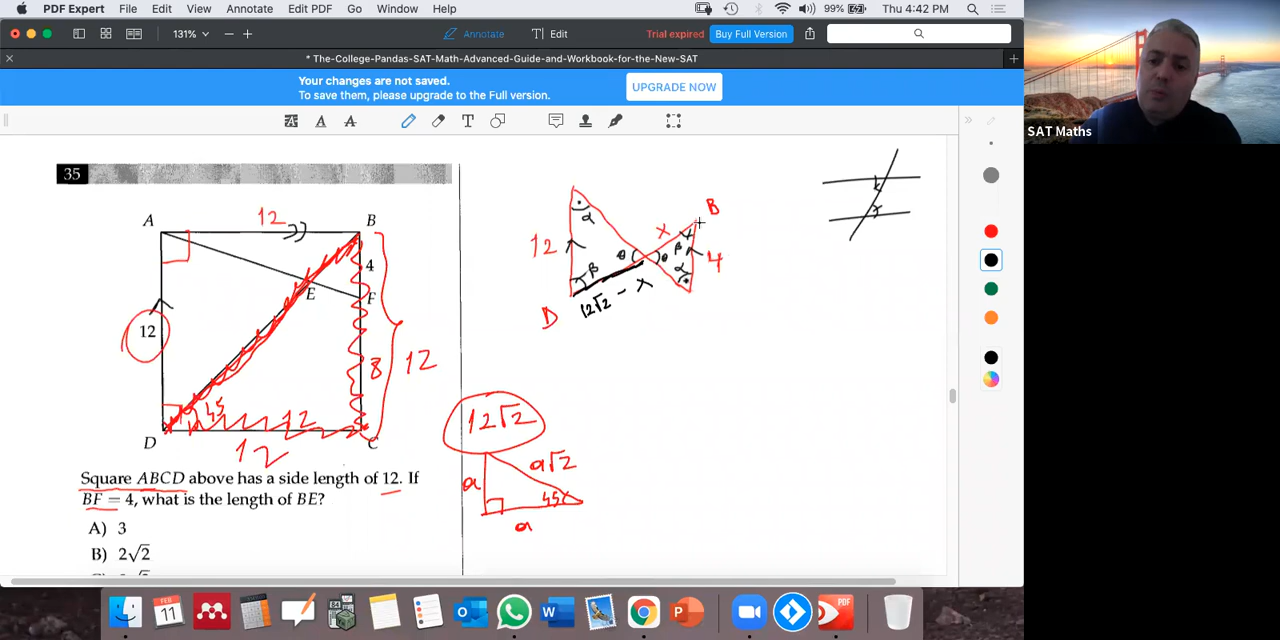 PDF Expert File Edit View Annotate Edit PDF Go Window Help 99% Thu 4:42 PM
131% Annotate Edit Trial expired Buy Full Version
* The-College-Pandas-SAT-Math-Advanced-Guide-and-Workbook-for-the-New-SAT
Your changes are not saved.
To save them, please upgrade to the Full version.
UPGRADE NOW
T
SAT Maths
35
A 12 B
4
E
F
12
8 12
45 12
D 12 C
α
12 θ β
D 12√2 - x
x B
θ β 4
α
12√2
a a√2
45
a
Square ABCD above has a side length of 12. If
BF = 4, what is the length of BE?
A) 3
B) 2√2
FEB
11
W
P
PDF